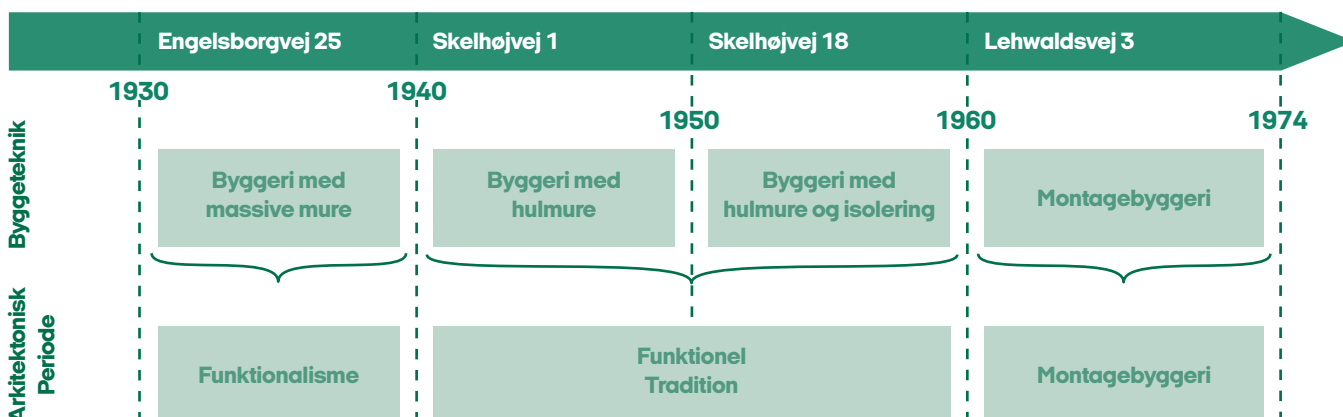 Engelsborgvej 25
Skelhøjvej 1
Skelhøjvej 18
Lehwaldsvej 3
1930
1940
1950
1960
1974
Byggeteknik
Byggeri med
massive mure
Byggeri med
hulmure
Byggeri med
hulmure og isolering
Montagebyggeri
Arkitektonisk
Periode
Funktionalisme
Funktionel
Tradition
Montagebyggeri